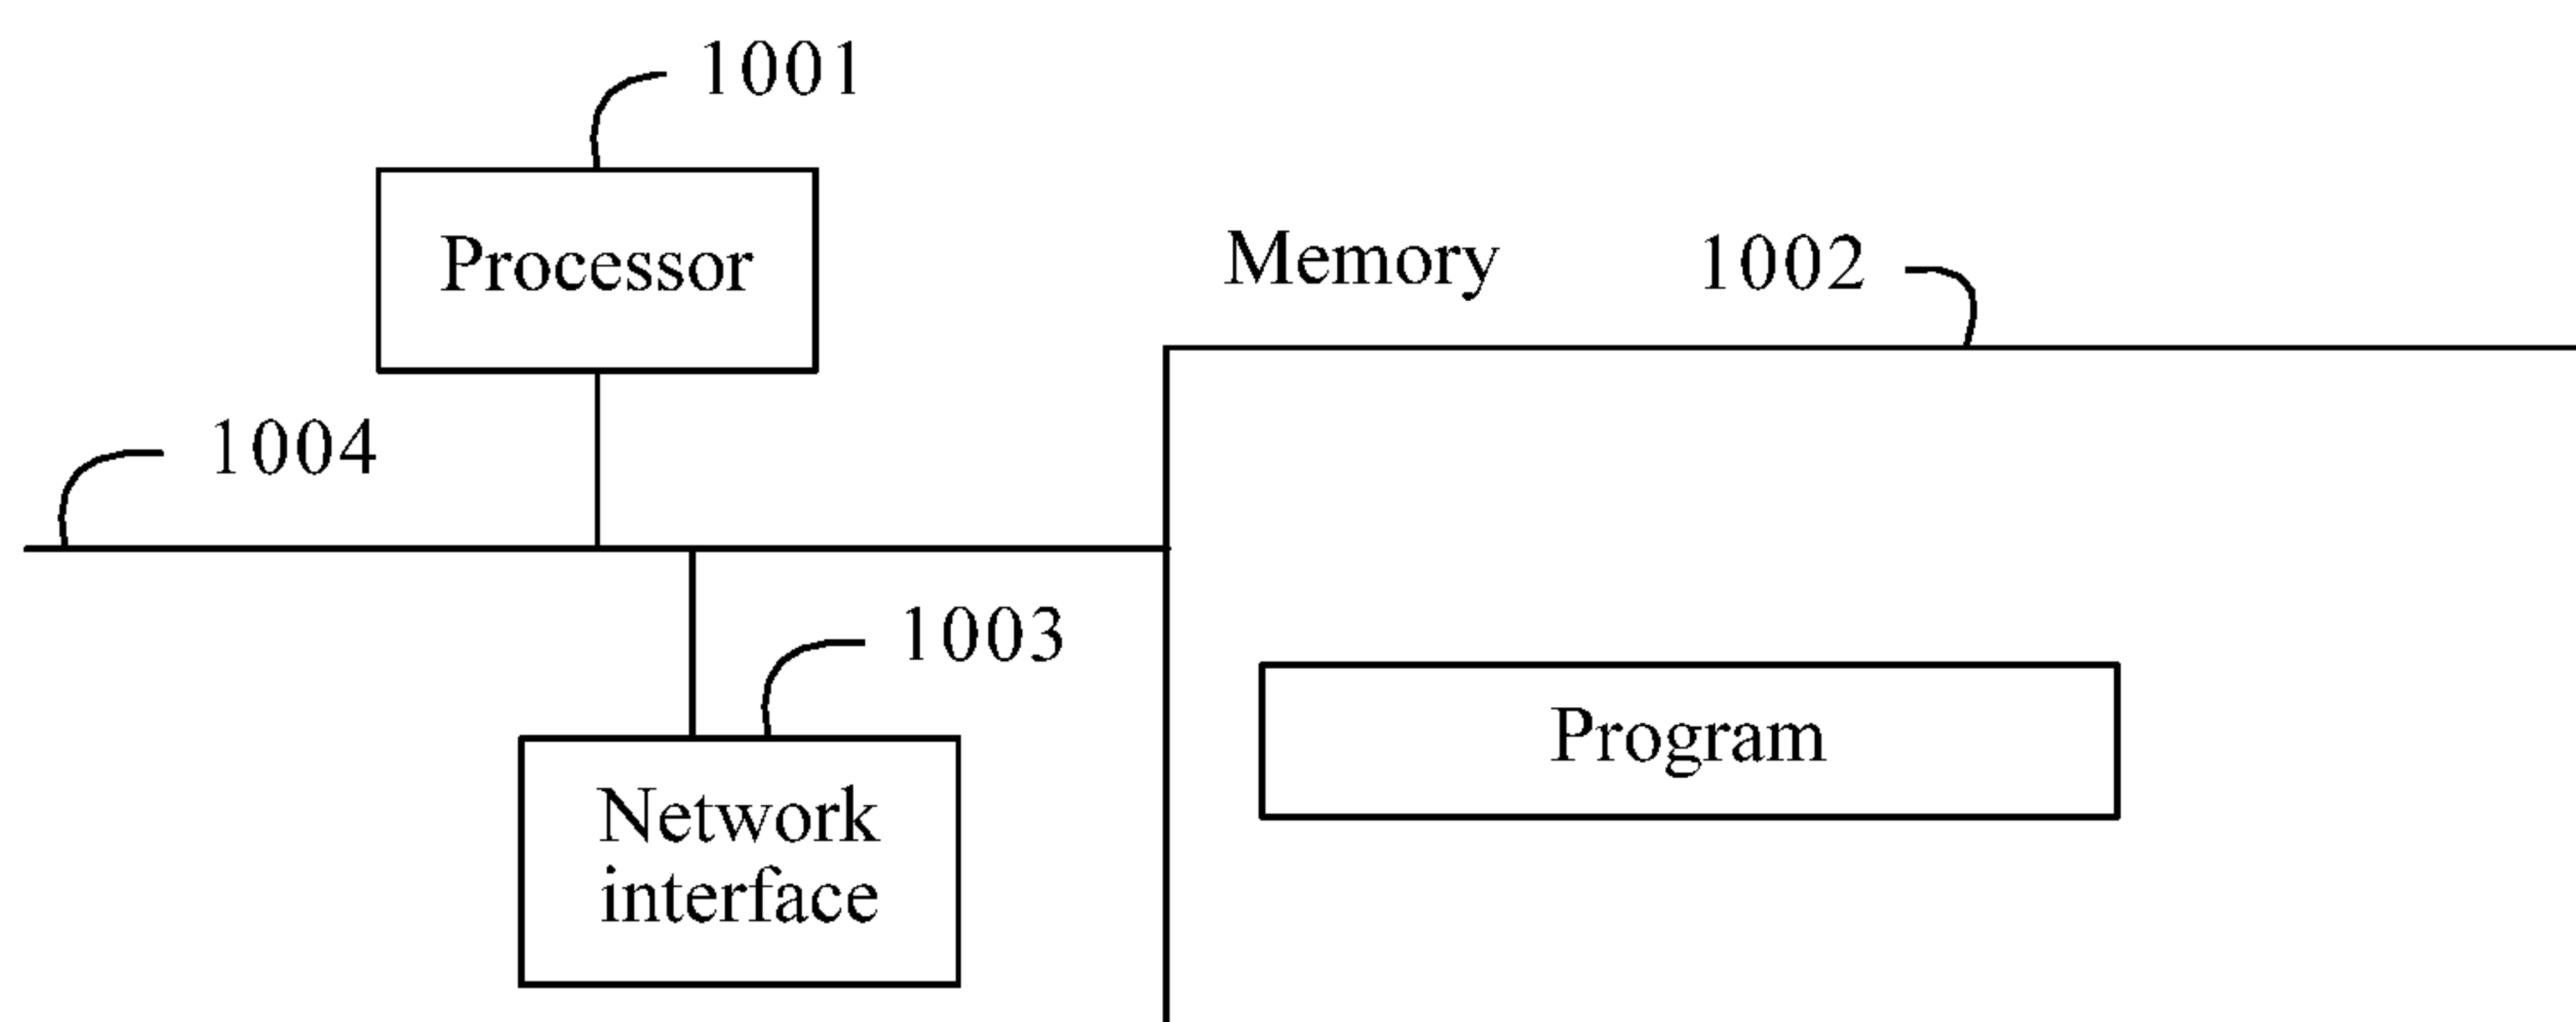 1001
Processor
Memory 1002
1004
1003
Program
Network
interface